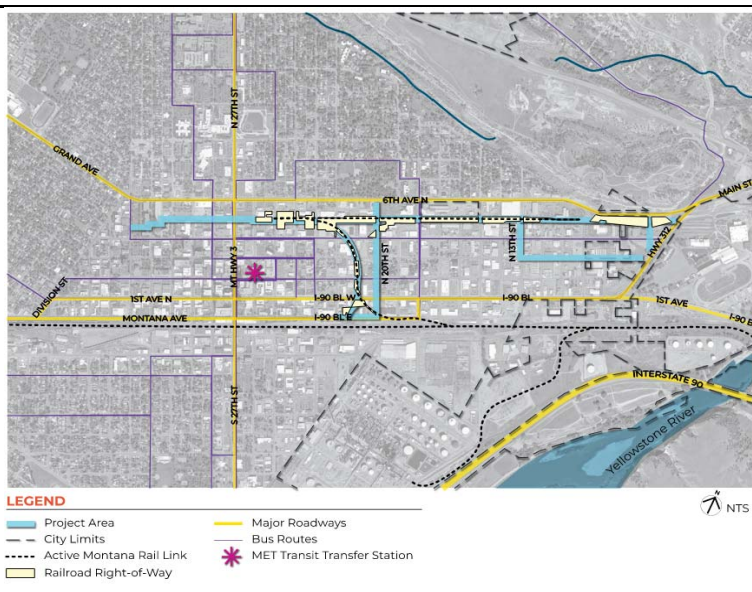 N 27TH ST
GRAND AVE
MAIN ST
6TH AVE N
HWY 312
N 13TH ST
N 20TH ST
MT HWY 3
DIVISION ST
1ST AVE N
I-90 BL W
I-90 BL
1ST AVE
MONTANA AVE
I-90 BL E
I-90 B
INTERSTATE 90
S 27TH ST
Yellowstone River
LEGEND
Project Area
City Limits
Active Montana Rail Link
Railroad Right-of-Way
Major Roadways
Bus Routes
MET Transit Transfer Station
N
NTS